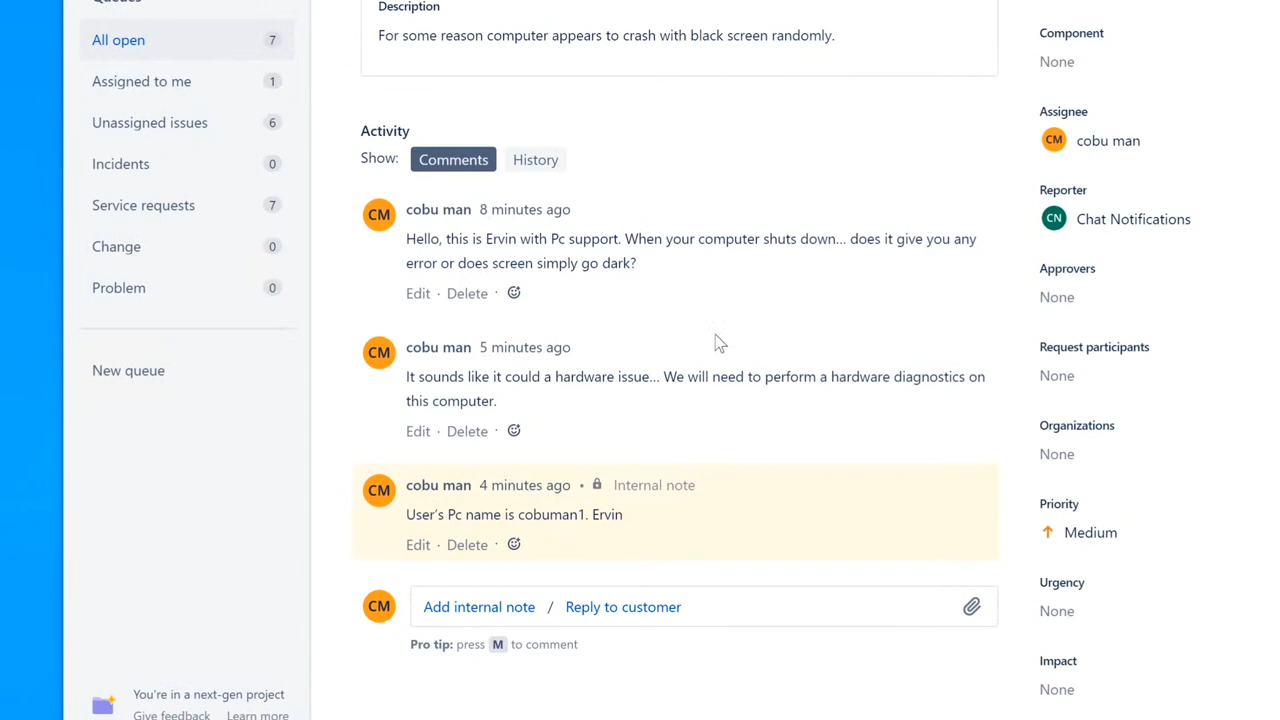 Queues
All open 7
Assigned to me 1
Unassigned issues 6
Incidents 0
Service requests 7
Change 0
Problem 0
New queue
You're in a next-gen project
Give feedback Learn more
Description
For some reason computer appears to crash with black screen randomly.
Activity
Show: Comments History
CM cobu man 8 minutes ago
Hello, this is Ervin with Pc support. When your computer shuts down... does it give you any
error or does screen simply go dark?
Edit · Delete ·
CM cobu man 5 minutes ago
It sounds like it could a hardware issue... We will need to perform a hardware diagnostics on
this computer.
Edit · Delete ·
CM cobu man 4 minutes ago • Internal note
User's Pc name is cobuman1. Ervin
Edit · Delete ·
CM Add internal note / Reply to customer
Pro tip: press M to comment
Component
None
Assignee
CM cobu man
Reporter
CN Chat Notifications
Approvers
None
Request participants
None
Organizations
None
Priority
Medium
Urgency
None
Impact
None